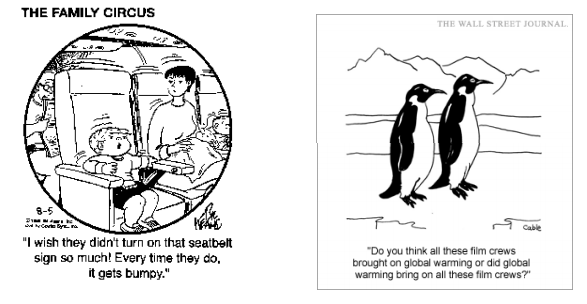 THE FAMILY CIRCUS
8-5
"I wish they didn't turn on that seatbelt
sign so much! Every time they do,
it gets bumpy."
THE WALL STREET JOURNAL.
Cable
"Do you think all these film crews
brought on global warming or did global
warming bring on all these film crews?"